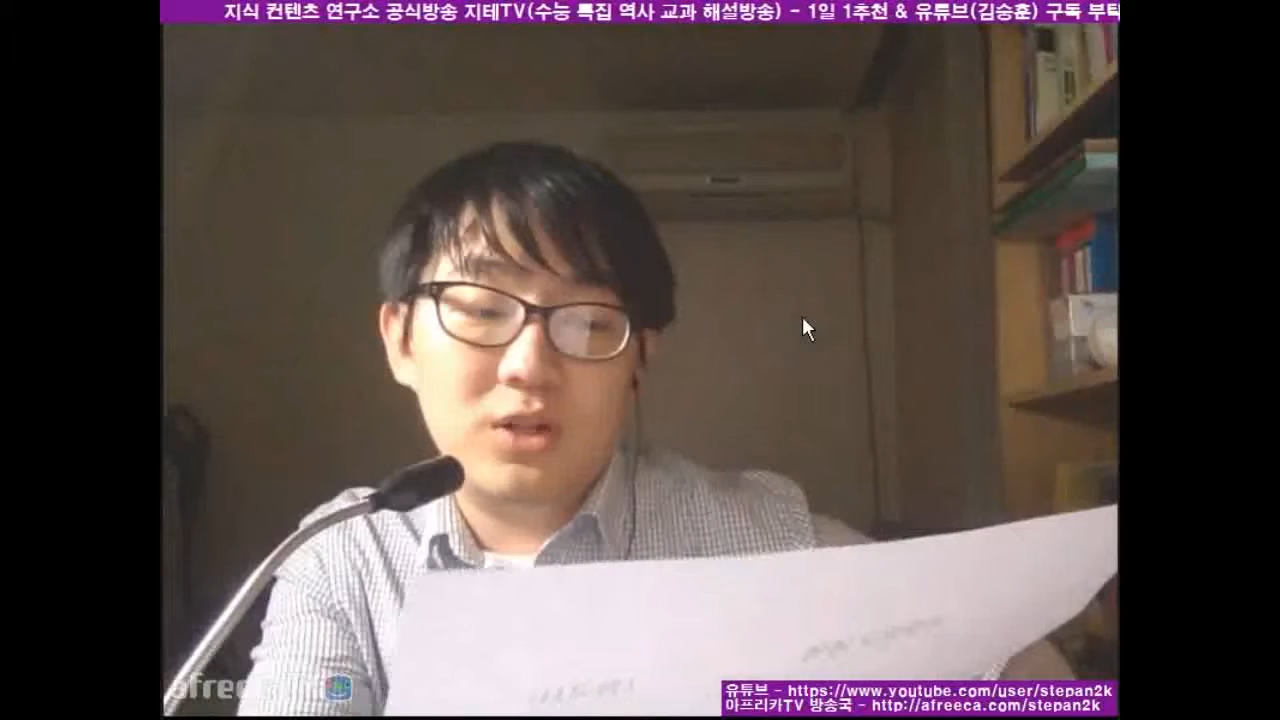 지식 컨텐츠 연구소 공식방송 지테TV(수능 특집 역사 교과 해설방송) - 1일 1추천 & 유튜브(김승훈) 구독 부탁
유튜브 - https://www.youtube.com/user/stepan2k
아프리카TV 방송국 - http://afreeca.com/stepan2k